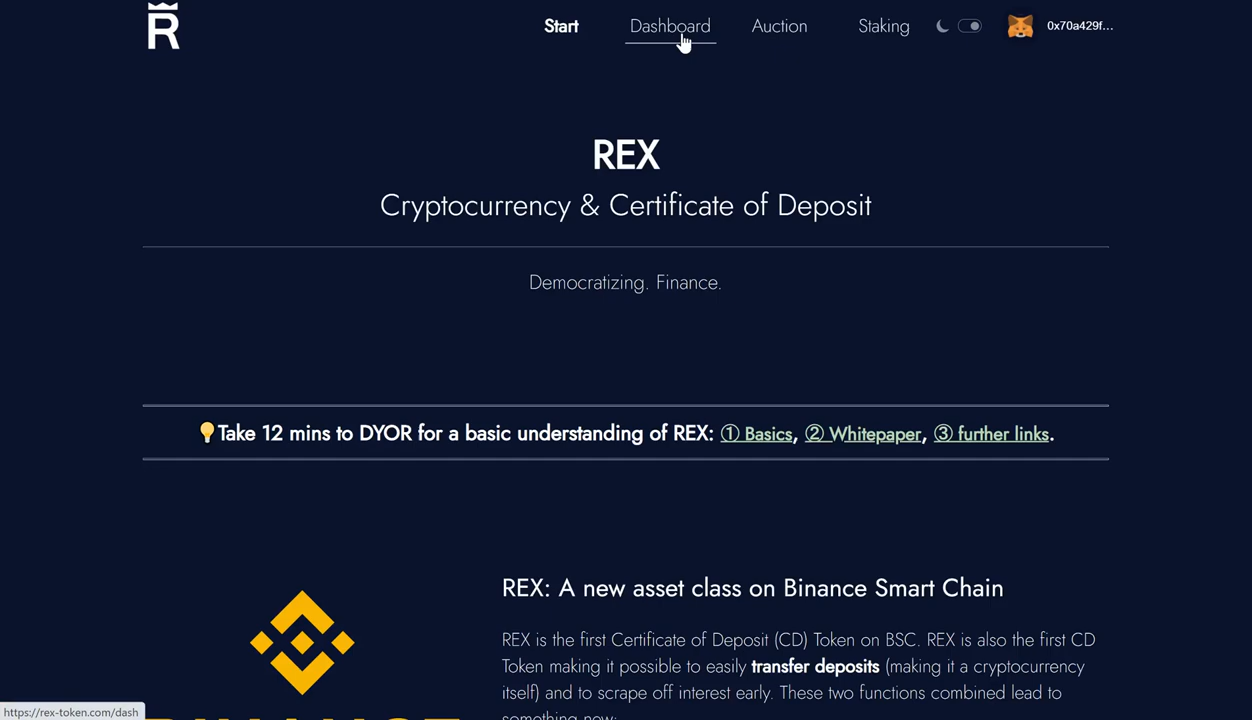 R
Start Dashboard Auction Staking 0x70a429f...
REX
Cryptocurrency & Certificate of Deposit
Democratizing. Finance.
Take 12 mins to DYOR for a basic understanding of REX: ① Basics, ② Whitepaper, ③ further links.
REX: A new asset class on Binance Smart Chain
REX is the first Certificate of Deposit (CD) Token on BSC. REX is also the first CD
Token making it possible to easily transfer deposits (making it a cryptocurrency
itself) and to scrape off interest early. These two functions combined lead to
something new:
https://rex-token.com/dash